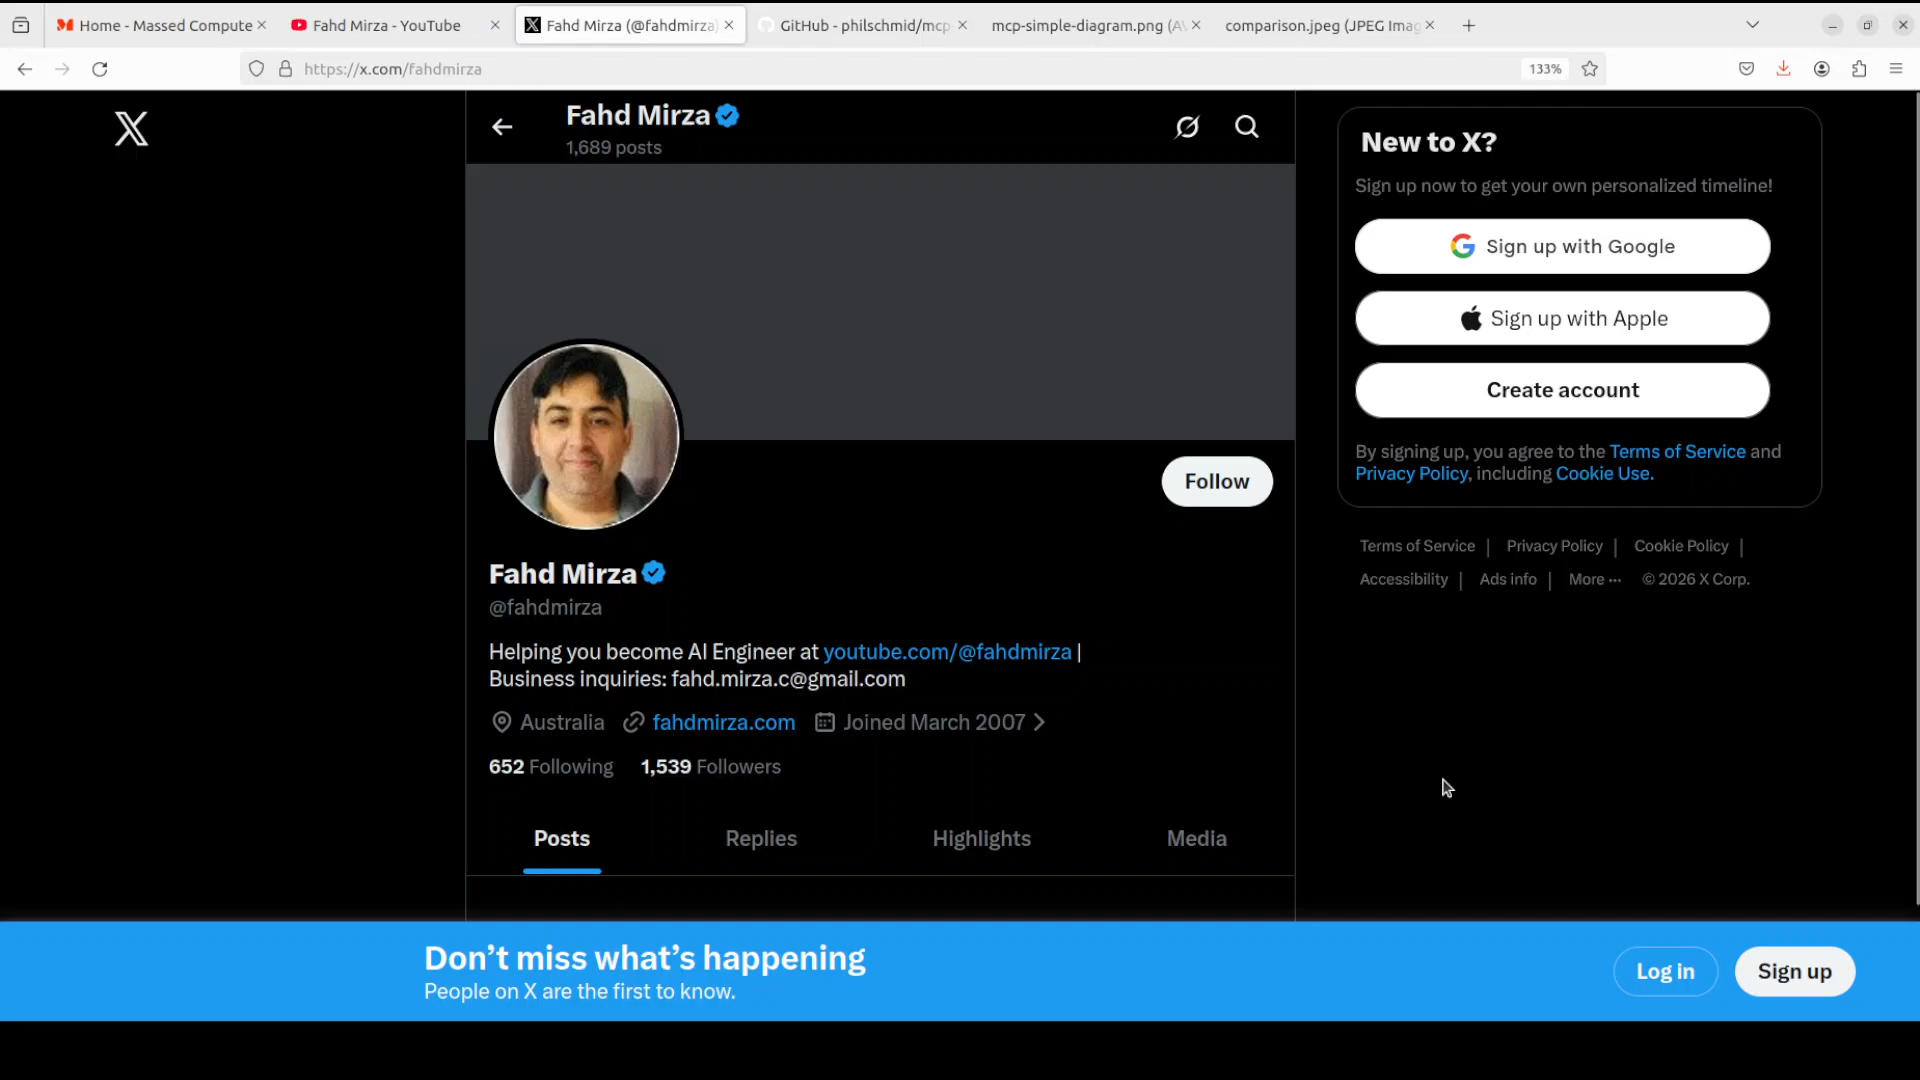 Home - Massed Compute
Fahd Mirza - YouTube
Fahd Mirza (@fahdmirza)
GitHub - philschmid/mcp
mcp-simple-diagram.png (AV
comparison.jpeg (JPEG Imag
https://x.com/fahdmirza
133%
Fahd Mirza
1,689 posts
New to X?
Sign up now to get your own personalized timeline!
Sign up with Google
Sign up with Apple
Create account
By signing up, you agree to the Terms of Service and
Privacy Policy, including Cookie Use.
Follow
Terms of Service | Privacy Policy | Cookie Policy |
Accessibility | Ads info | More ··· © 2026 X Corp.
Fahd Mirza
@fahdmirza
Helping you become AI Engineer at youtube.com/@fahdmirza |
Business inquiries: fahd.mirza.c@gmail.com
Australia fahdmirza.com Joined March 2007
652 Following 1,539 Followers
Posts Replies Highlights Media
Don’t miss what’s happening
People on X are the first to know.
Log in
Sign up